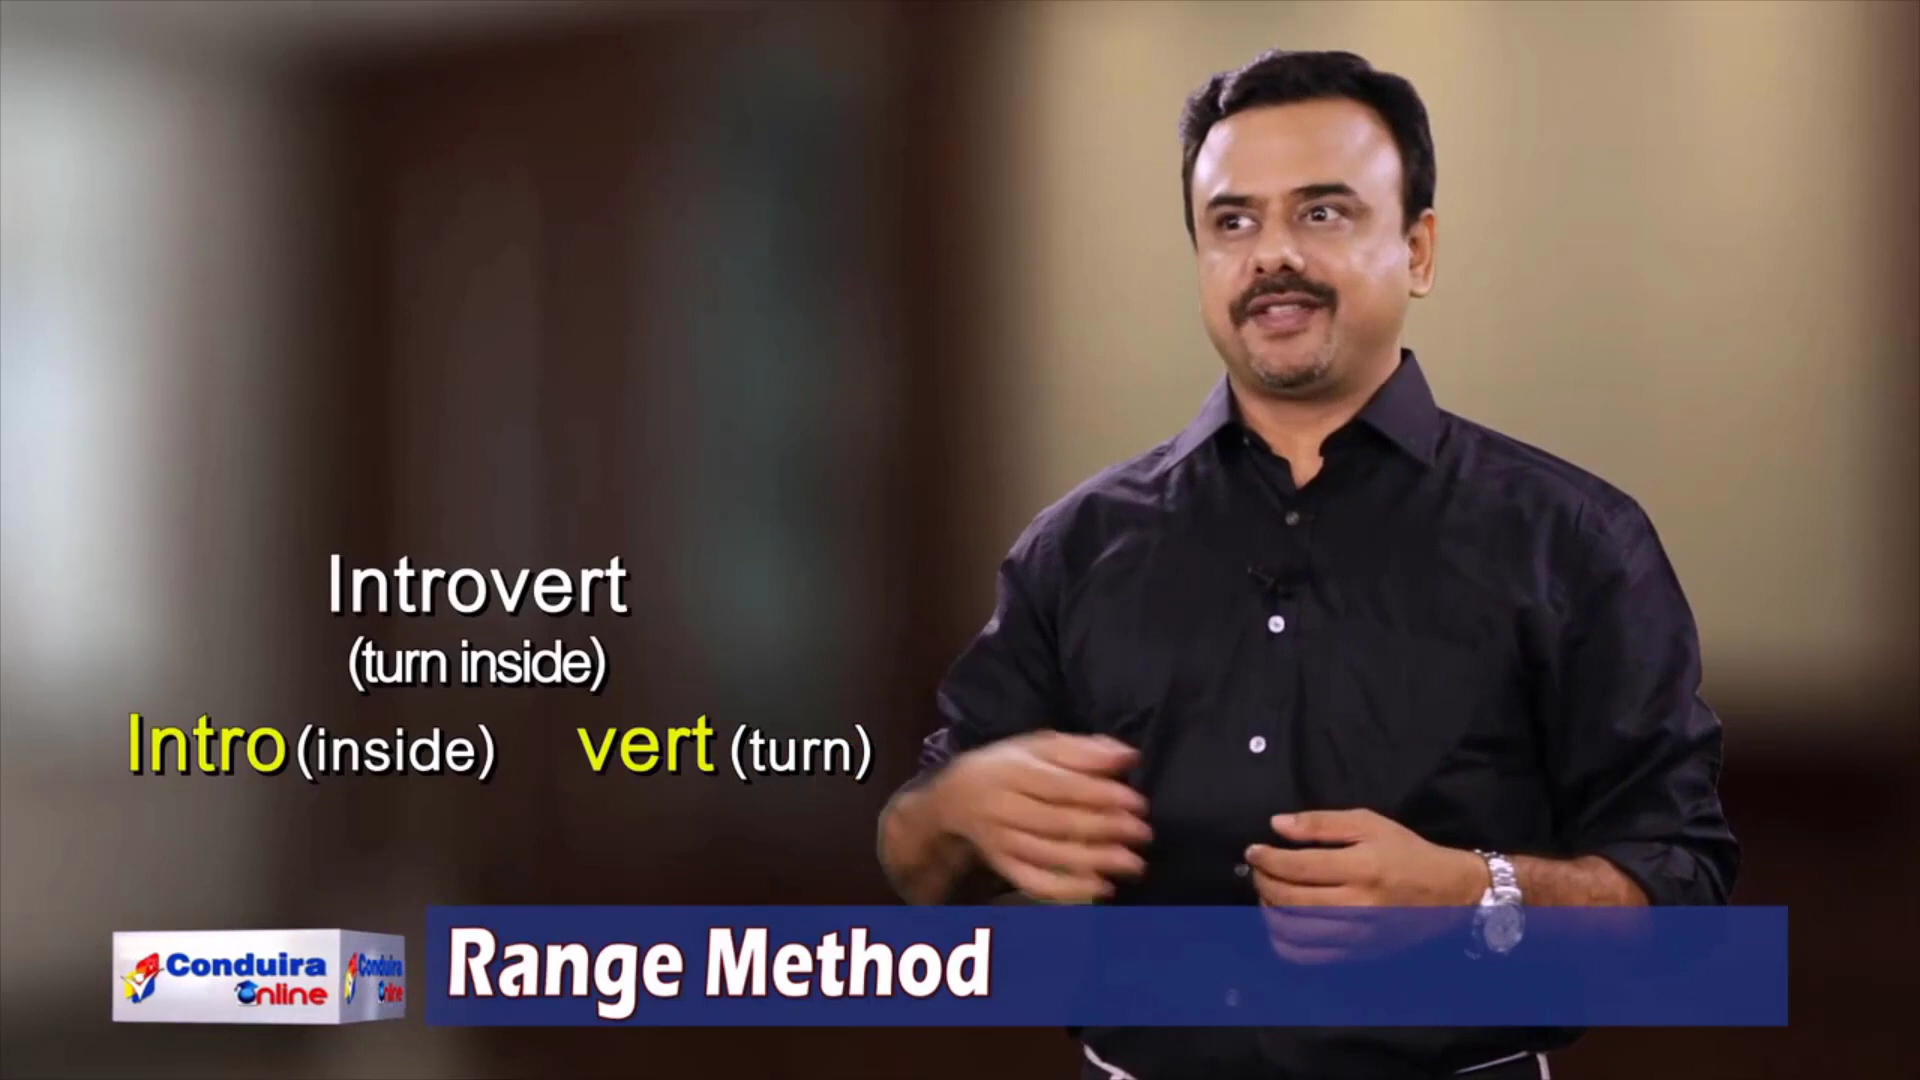 Introvert
(turn inside)
Intro (inside) vert (turn)
Conduira
Online
Conduira
Online
Range Method